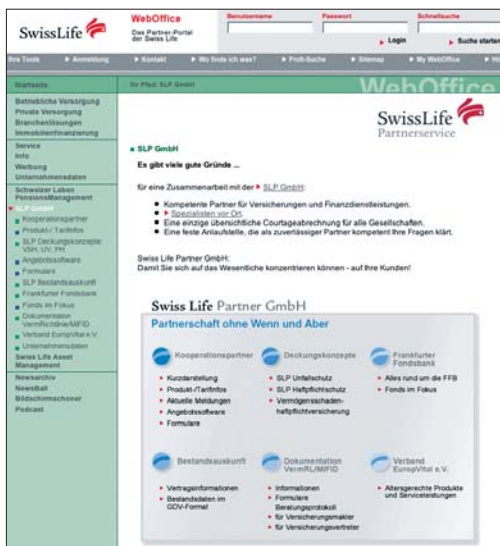 SwissLife
WebOffice
Das Partner-Portal
der Swiss Life
Benutzername
Passwort
Schnellsuche
Login
Suche starten
Ihre Tools
Anmeldung
Kontakt
Wo finde ich was?
Profi-Suche
Sitemap
My WebOffice
Startseite
Ihr Pfad: SLP GmbH
WebOffice
Betriebliche Versorgung
Private Versorgung
Branchenlösungen
Immobilienfinanzierung
Service
Info
Werbung
Unternehmensdaten
Schweizer Leben
PensionsManagement
SLP GmbH
Kooperationspartner
Produkt-/ Tarifinfos
SLP Deckungskonzepte:
VSH, UV, PH
Angebotssoftware
Formulare
SLP Bestandsauskunft
Frankfurter Fondsbank
Fonds im Fokus
Dokumentation
VermRichtlinie/MiFID
Verband EuropVital e.V.
Unternehmensdaten
Swiss Life Asset
Management
Newsarchiv
NewsBall
Bildschirmschoner
Podcast
SwissLife
Partnerservice
SLP GmbH
Es gibt viele gute Gründe ...
für eine Zusammenarbeit mit der SLP GmbH:
Kompetente Partner für Versicherungen und Finanzdienstleistungen.
Spezialisten vor Ort.
Eine einzige übersichtliche Courtageabrechnung für alle Gesellschaften.
Eine feste Anlaufstelle, die als zuverlässiger Partner kompetent Ihre Fragen klärt.
Swiss Life Partner GmbH:
Damit Sie sich auf das Wesentliche konzentrieren können - auf Ihre Kunden!
Swiss Life Partner GmbH
Partnerschaft ohne Wenn und Aber
Kooperationspartner
Kurzdarstellung
Produkt-/Tarifinfos
Aktuelle Meldungen
Angebotssoftware
Formulare
Deckungskonzepte
SLP Unfallschutz
SLP Haftpflichtschutz
Vermögensschaden-
haftpflichtversicherung
Frankfurter
Fondsbank
Alles rund um die FFB
Fonds im Fokus
Bestandsauskunft
Vertragsinformationen
Bestandsdaten im
GDV-Format
Dokumentation
VermRL/MiFID
Informationen
Formulare
Beratungsprotokoll
für Versicherungsmakler
für Versicherungsvertreter
Verband
EuropVital e.V.
Altersgerechte Produkte
und Serviceleistungen